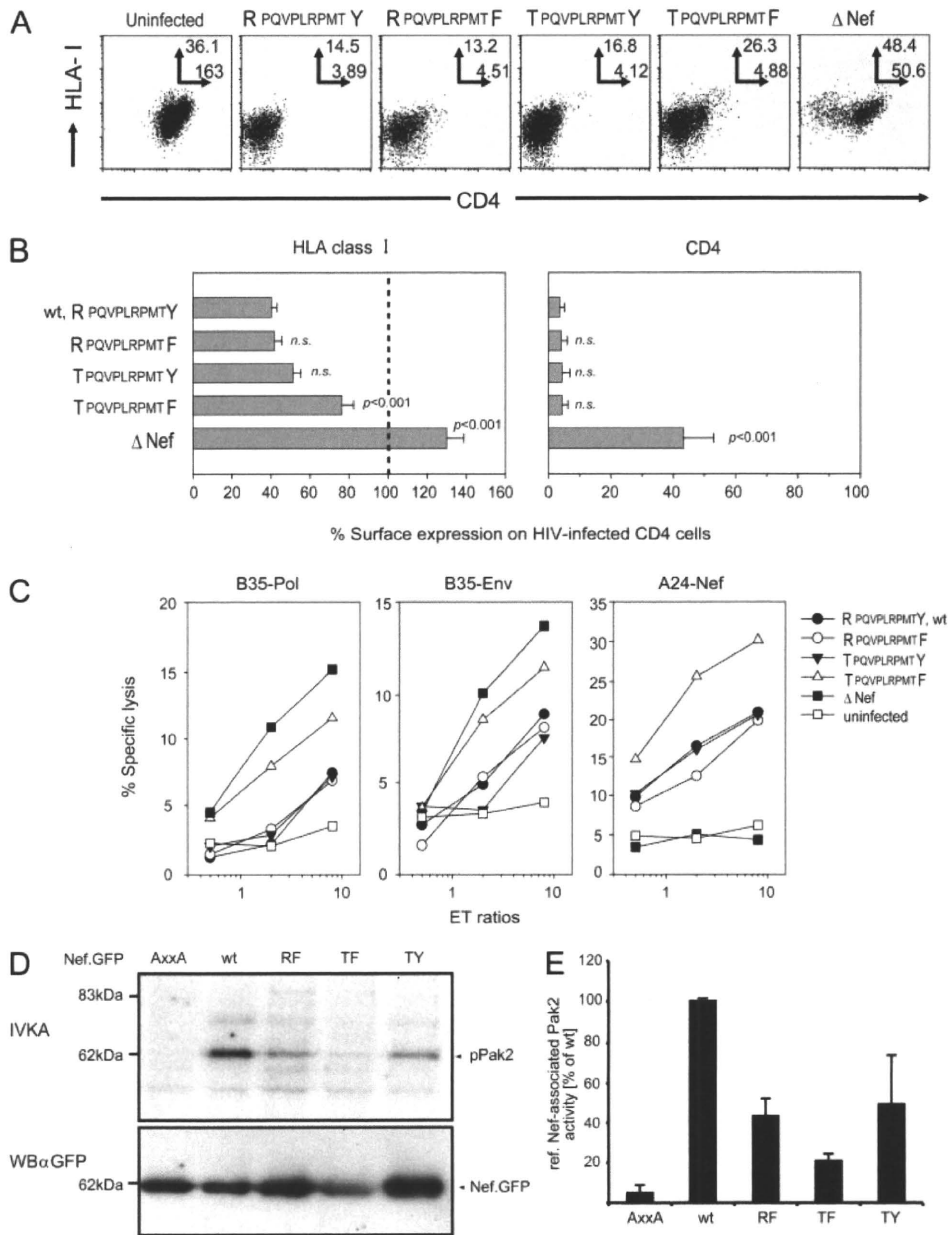 A
Uninfected
R PQVPLRPMT Y
R PQVPLRPMT F
T PQVPLRPMT Y
T PQVPLRPMT F
Δ Nef
36.1
163
14.5
3.89
13.2
4.51
16.8
4.12
26.3
4.88
48.4
50.6
HLA- I
CD4
B
HLA class I
CD4
wt, R PQVPLRPMT Y
R PQVPLRPMT F
n.s.
n.s.
T PQVPLRPMT Y
n.s.
n.s.
T PQVPLRPMT F
p<0.001
n.s.
Δ Nef
p<0.001
p<0.001
0 20 40 60 80 100 120 140 160
0 20 40 60 80 100
% Surface expression on HIV-infected CD4 cells
C
B35-Pol
B35-Env
A24-Nef
% Specific lysis
20
15
10
5
0
15
10
5
0
35
30
25
20
15
10
5
0
1 10
1 10
1 10
ET ratios
R PQVPLRPMT Y, wt
R PQVPLRPMT F
T PQVPLRPMT Y
T PQVPLRPMT F
Δ Nef
uninfected
D
Nef.GFP AxxA wt RF TF TY
83kDa
IVKA
62kDa
pPak2
WBαGFP
62kDa
Nef.GFP
E
ref. Nef-associated Pak2
activity [% of wt]
120
100
80
60
40
20
AxxA wt RF TF TY